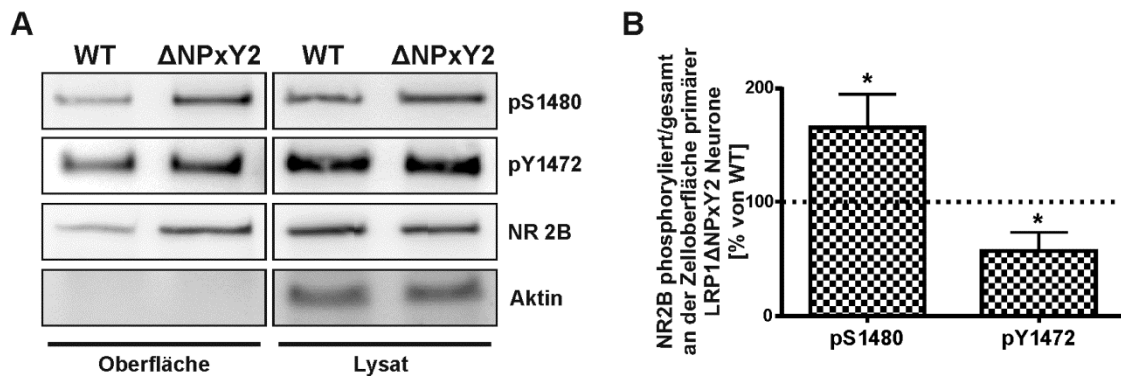 A
WT ΔNPxY2 WT ΔNPxY2
pS1480
pY1472
NR 2B
Aktin
Oberfläche Lysat
B
NR2B phosphoryliert/gesamt
an der Zelloberfläche primärer
LRP1ΔNPxY2 Neurone
[% von WT]
200
100
0
* *
pS1480 pY1472